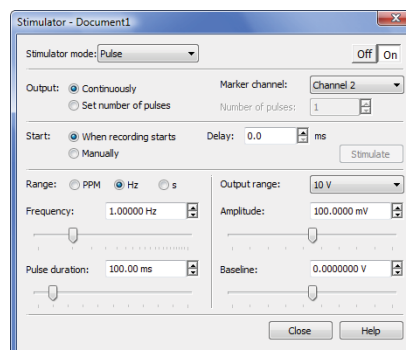 Stimulator - Document1
Stimulator mode: Pulse Off On
Output: Continuously Marker channel: Channel 2
Set number of pulses Number of pulses: 1
Start: When recording starts Delay: 0.0 ms
Manually Stimulate
Range: PPM Hz s Output range: 10 V
Frequency: 1.00000 Hz Amplitude: 100.0000 mV
Pulse duration: 100.00 ms Baseline: 0.0000000 V
Close Help